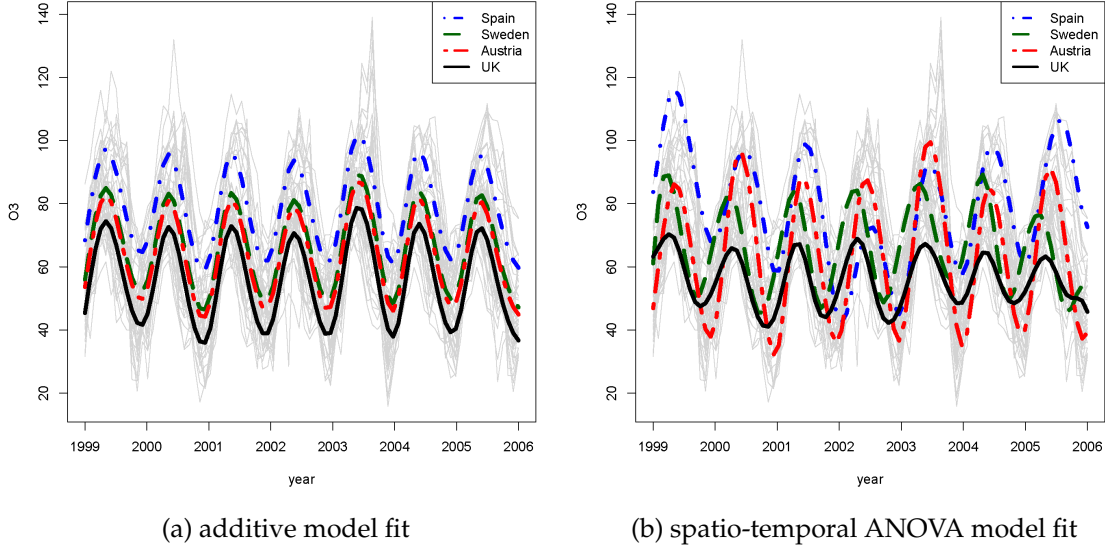 140
120
100
80
60
40
20
O3
1999 2000 2001 2002 2003 2004 2005 2006
year
Spain
Sweden
Austria
UK
(a) additive model fit
140
120
100
80
60
40
20
O3
1999 2000 2001 2002 2003 2004 2005 2006
year
Spain
Sweden
Austria
UK
(b) spatio-temporal ANOVA model fit